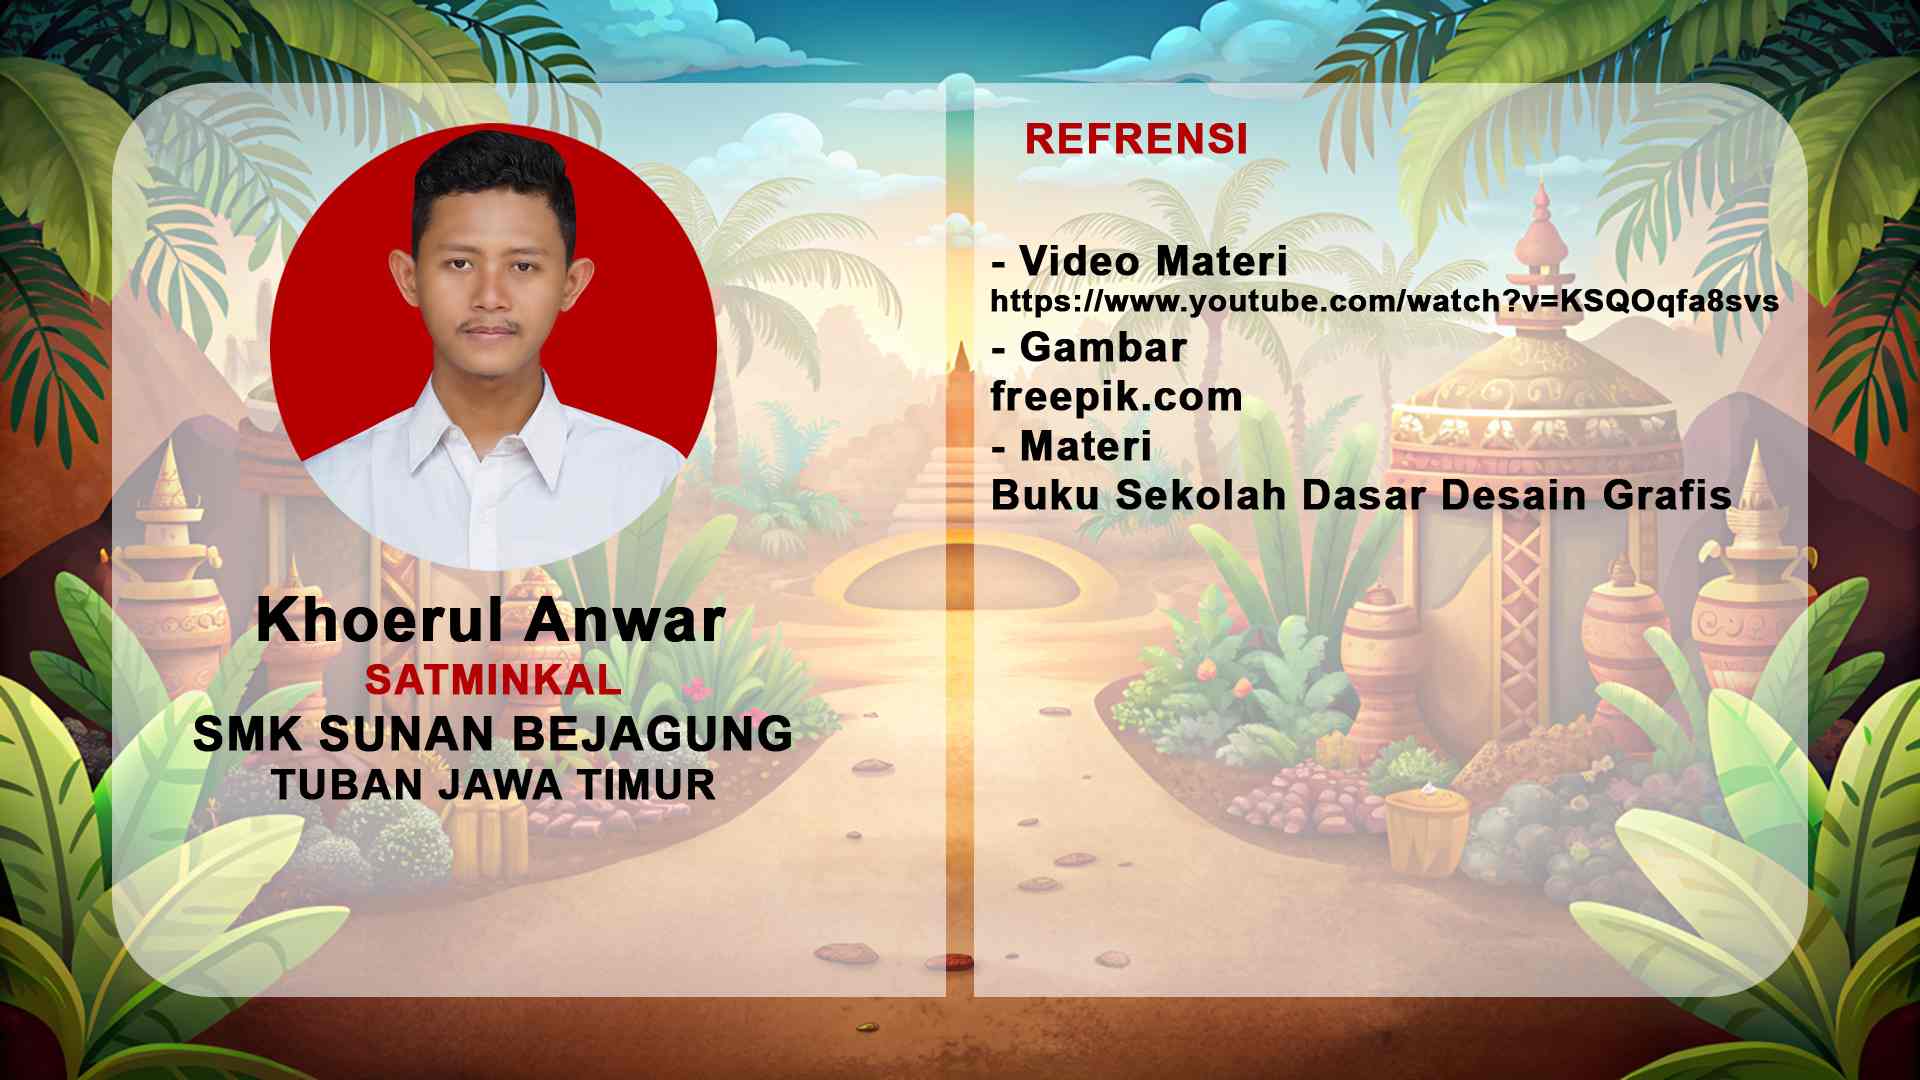 Khoerul Anwar
SATMINKAL
SMK SUNAN BEJAGUNG
TUBAN JAWA TIMUR
REFRENSI
- Video Materi
https://www.youtube.com/watch?v=KSQOqfa8svs
- Gambar
freepik.com
- Materi
Buku Sekolah Dasar Desain Grafis